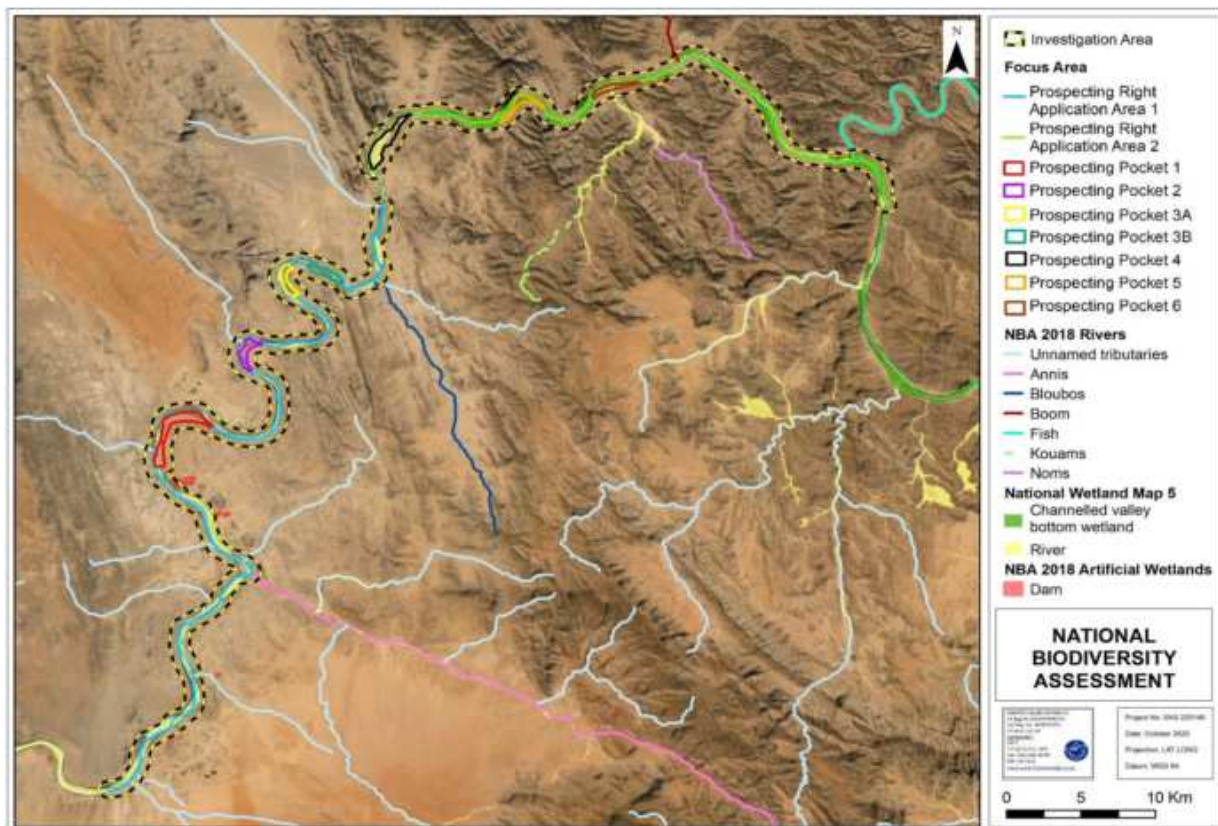 N
Investigation Area
Focus Area
Prospecting Right
Application Area 1
Prospecting Right
Application Area 2
Prospecting Pocket 1
Prospecting Pocket 2
Prospecting Pocket 3A
Prospecting Pocket 3B
Prospecting Pocket 4
Prospecting Pocket 5
Prospecting Pocket 6
NBA 2018 Rivers
Unnamed tributaries
Annis
Bloubos
Boom
Fish
Kouams
Noms
National Wetland Map 5
Channelled valley
bottom wetland
River
NBA 2018 Artificial Wetlands
Dam
NATIONAL
BIODIVERSITY
ASSESSMENT
Projection: LAT LONG
0 5 10 Km